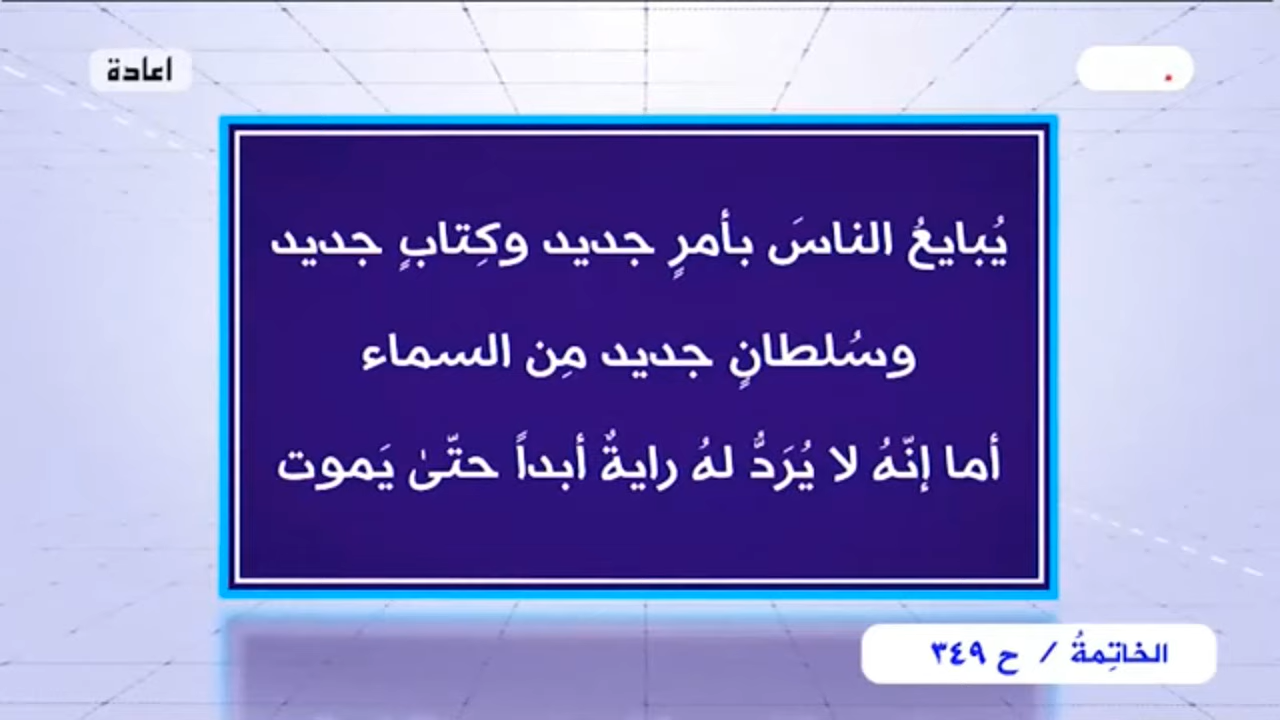 اعادة
يُبايعُ الناسَ بأمرٍ جديد وكِتابٍ جديد
وسُلطانٍ جديد مِن السماء
أما إنّهُ لا يُرَدُّ لهُ رايةٌ أبداً حتّىٰ يَموت
الخاتِمةُ / ح ٣٤٩